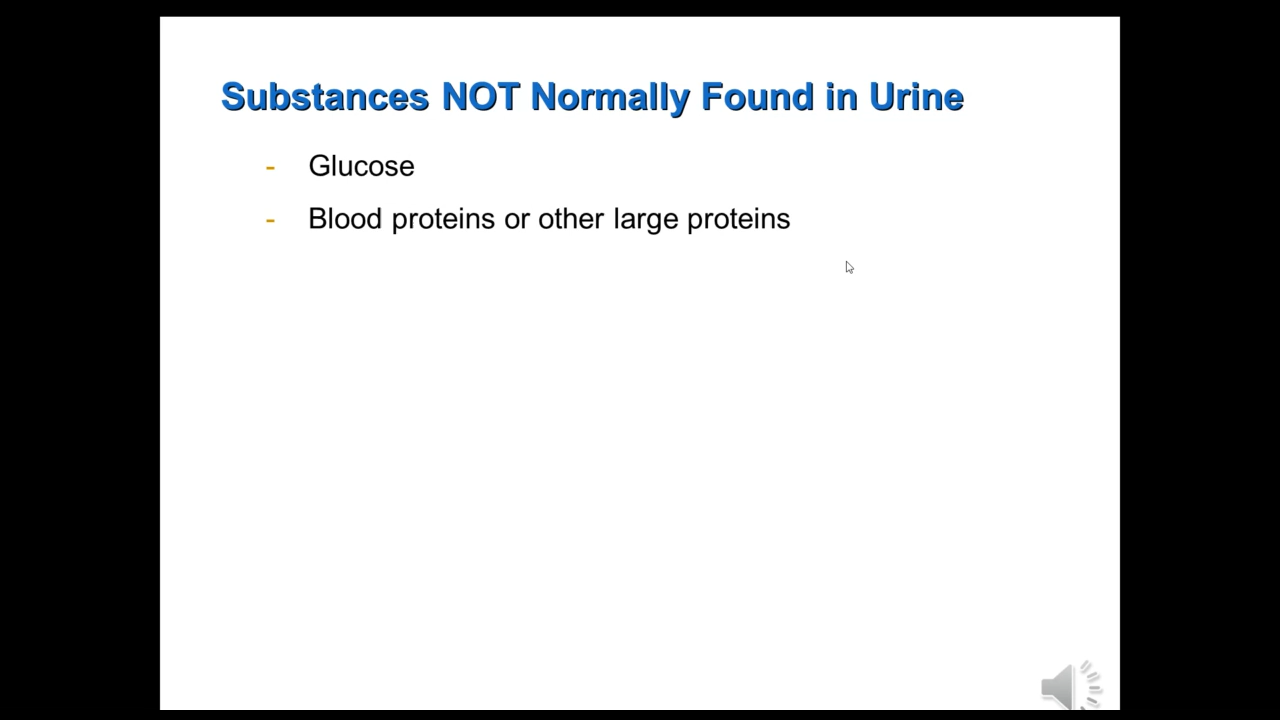 Substances NOT Normally Found in Urine
- Glucose
- Blood proteins or other large proteins